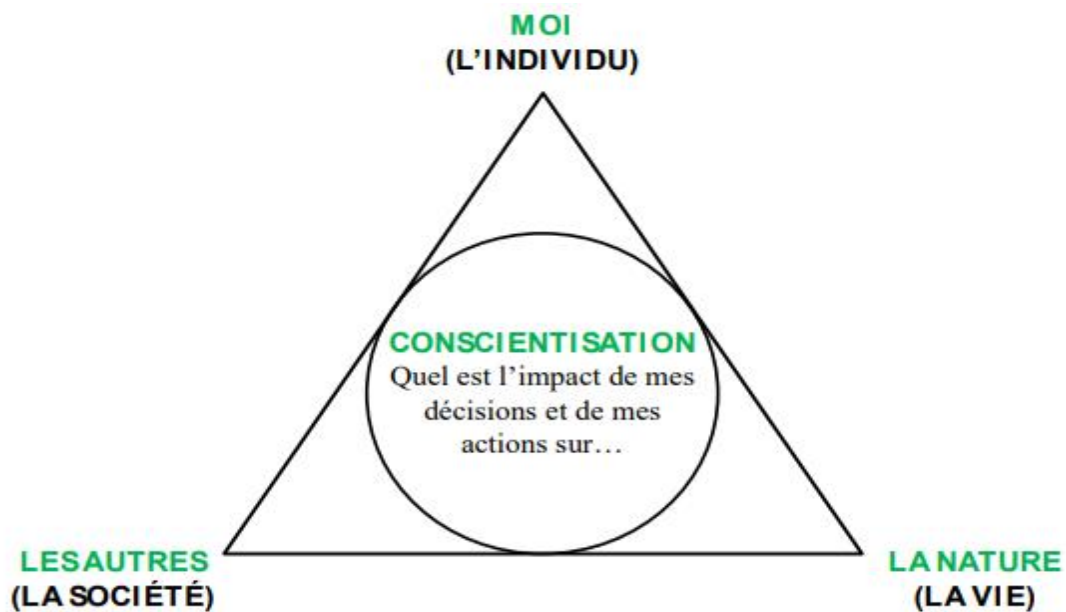 MOI
(L'INDIVIDU)
CONSCIENTISATION
Quel est l'impact de mes
décisions et de mes
actions sur…
LES AUTRES
(LA SOCIÉTÉ)
LA NATURE
(LA VIE)